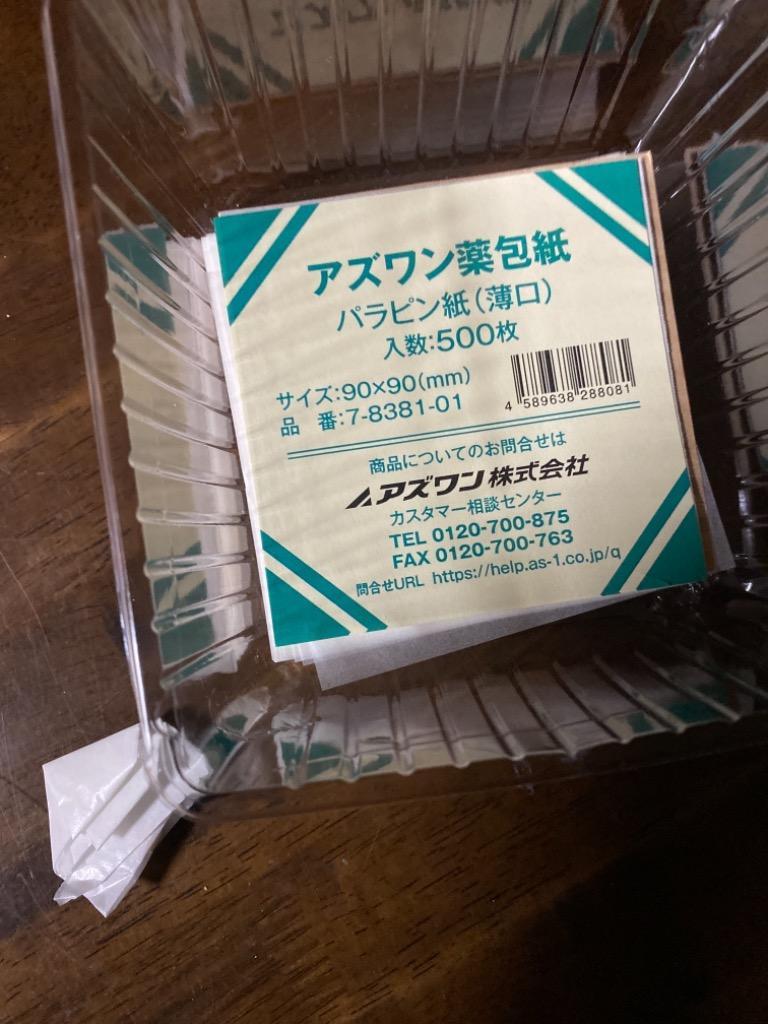 アズワン薬包紙
パラピン紙(薄口)
入数:500枚
サイズ:90×90(mm)
品 番:7-8381-01
4 589638 288081
商品についてのお問合せは
アズワン株式会社
カスタマー相談センター
TEL 0120-700-875
FAX 0120-700-763
問合せURL https://help.as-1.co.jp/q